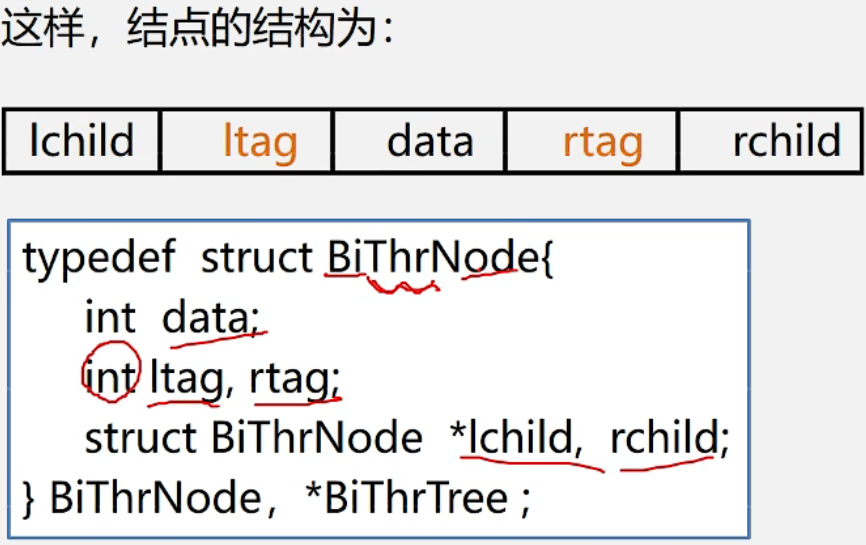 这样，结点的结构为：
lchild ltag data rtag rchild
typedef struct BiThrNode{
int data;
int ltag, rtag;
struct BiThrNode *lchild, rchild;
} BiThrNode，*BiThrTree ;